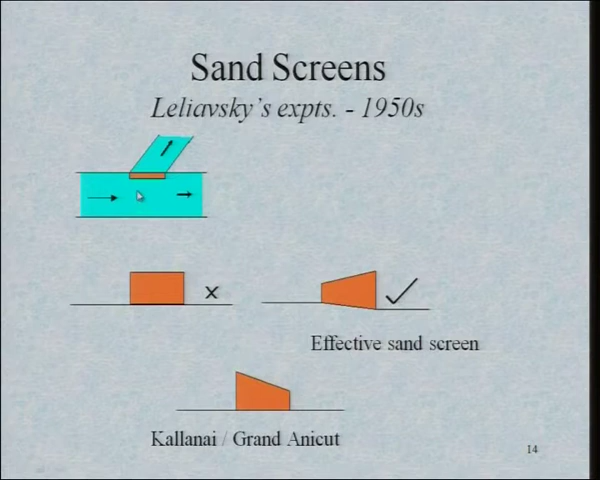 Sand Screens
Leliavsky's expts. - 1950s
x
Effective sand screen
Kallanai / Grand Anicut
14